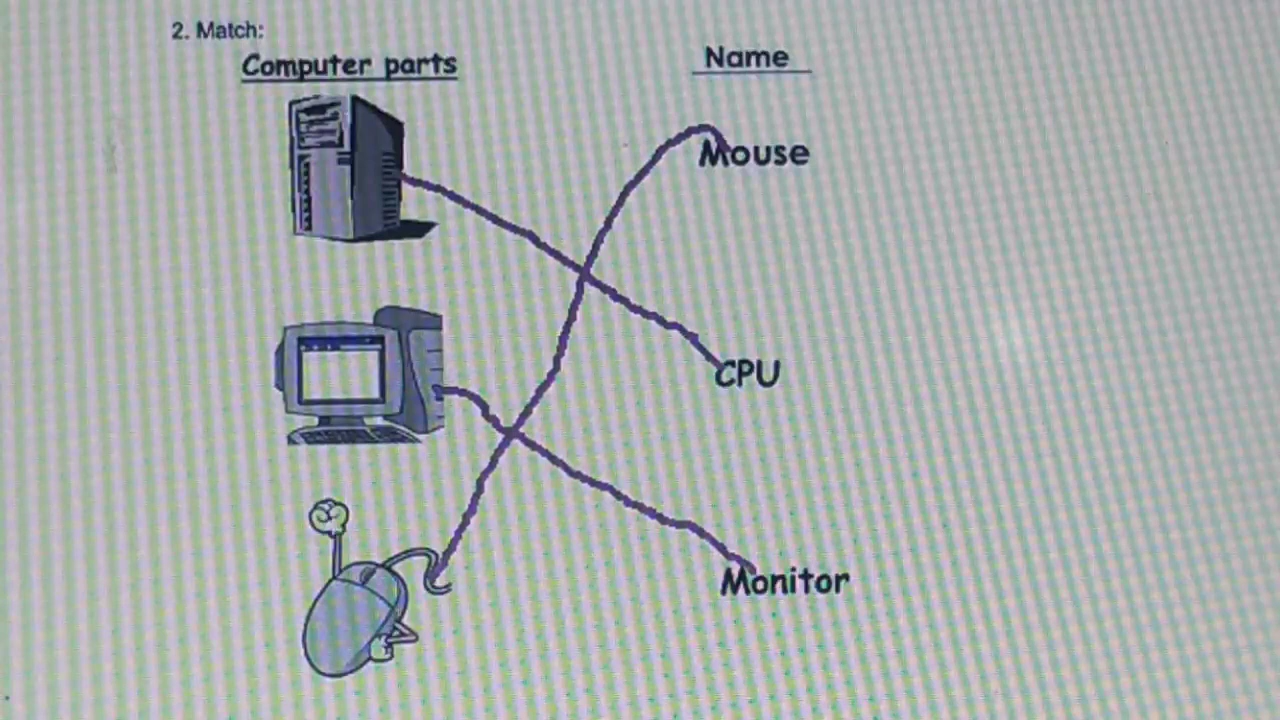 2. Match:
Computer parts
Name
Mouse
CPU
Monitor